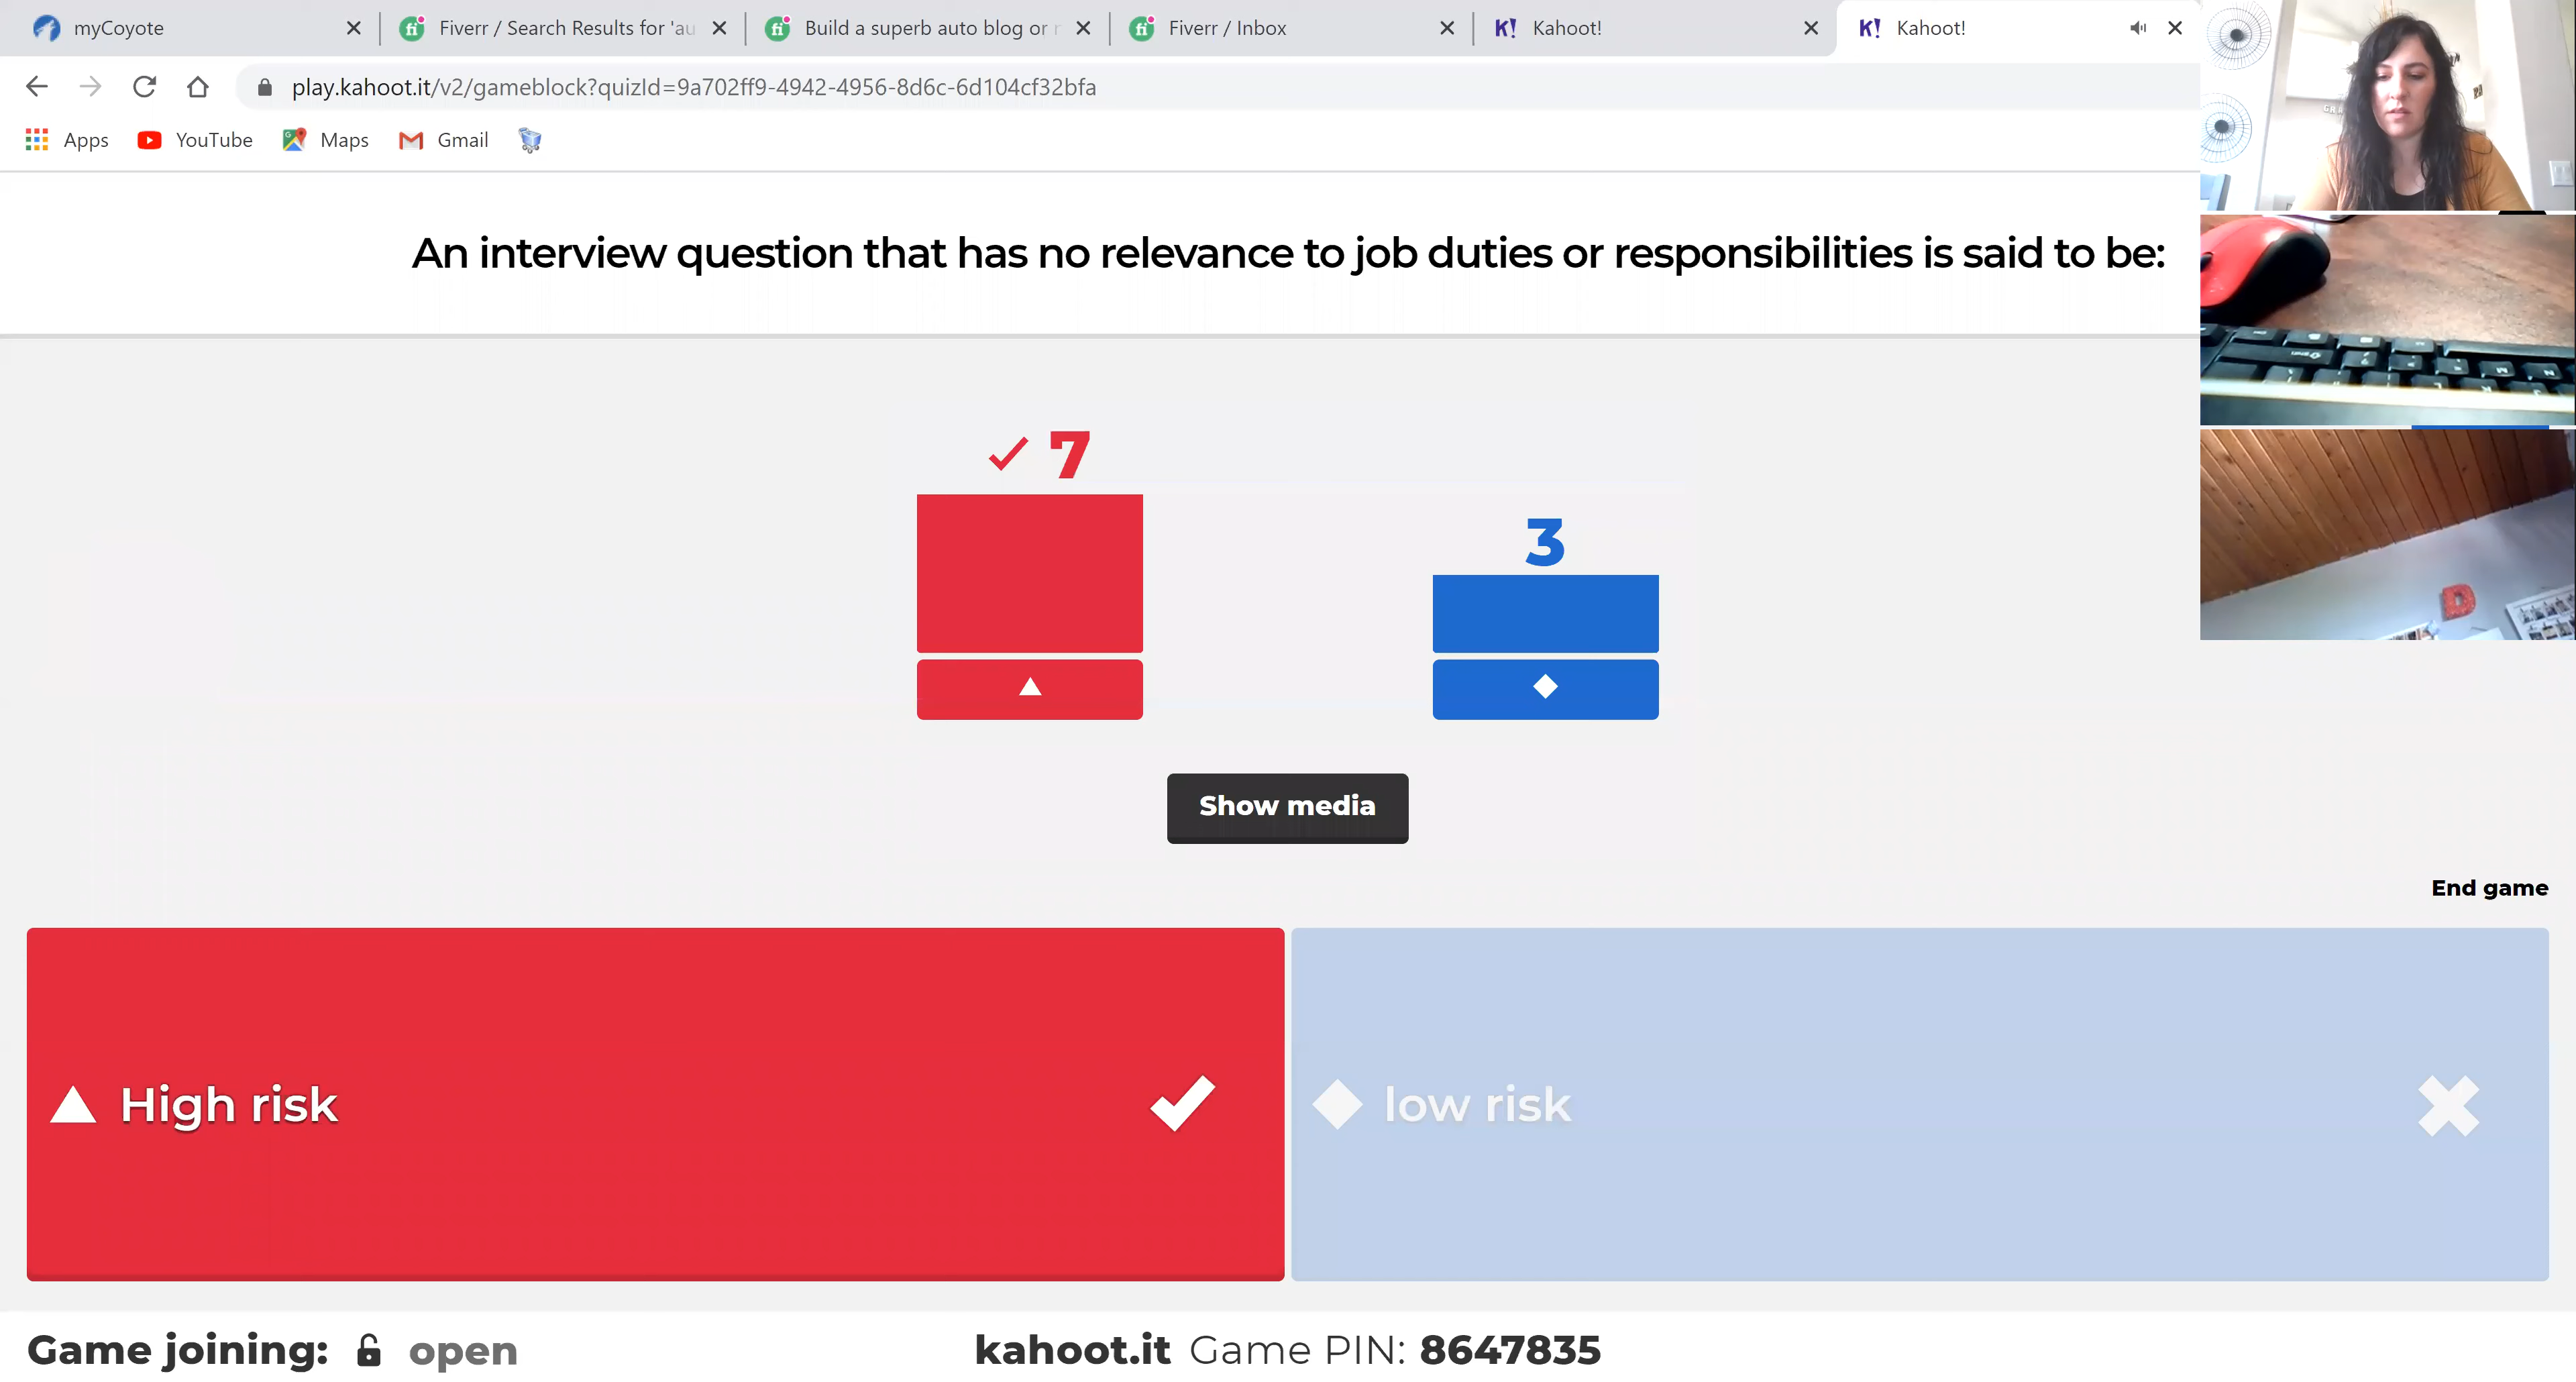 myCoyote
Fiverr / Search Results for 'au
Build a superb auto blog or
Fiverr / Inbox
K! Kahoot!
K! Kahoot!
play.kahoot.it/v2/gameblock?quizId=9a702ff9-4942-4956-8d6c-6d104cf32bfa
Apps
YouTube
Maps
Gmail
An interview question that has no relevance to job duties or responsibilities is said to be:
7
3
Show media
End game
High risk
low risk
Game joining: open
kahoot.it Game PIN: 8647835
D